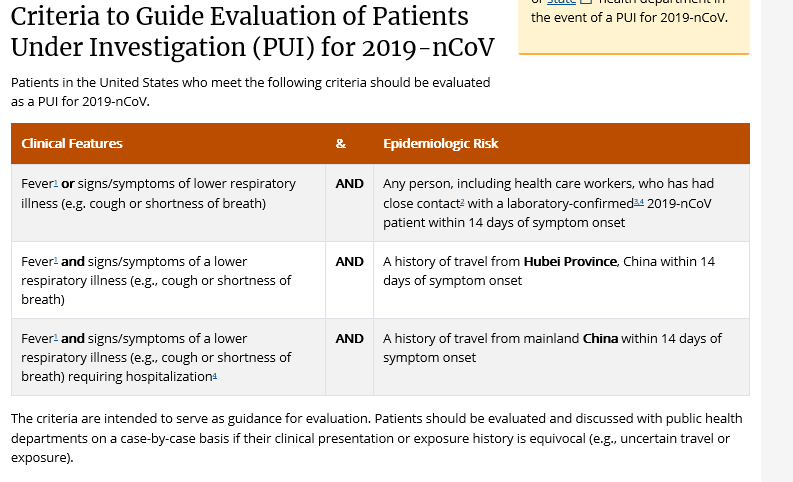 Criteria to Guide Evaluation of Patients
Under Investigation (PUI) for 2019-nCoV
state health department in
the event of a PUI for 2019-nCoV.
Patients in the United States who meet the following criteria should be evaluated
as a PUI for 2019-nCoV.
Clinical Features & Epidemiologic Risk
Fever1 or signs/symptoms of lower respiratory
illness (e.g. cough or shortness of breath)
AND
Any person, including health care workers, who has had
close contact2 with a laboratory-confirmed3,4 2019-nCoV
patient within 14 days of symptom onset
Fever1 and signs/symptoms of a lower
respiratory illness (e.g., cough or shortness of
breath)
AND
A history of travel from Hubei Province, China within 14
days of symptom onset
Fever1 and signs/symptoms of a lower
respiratory illness (e.g., cough or shortness of
breath) requiring hospitalization4
AND
A history of travel from mainland China within 14 days of
symptom onset
The criteria are intended to serve as guidance for evaluation. Patients should be evaluated and discussed with public health
departments on a case-by-case basis if their clinical presentation or exposure history is equivocal (e.g., uncertain travel or
exposure).